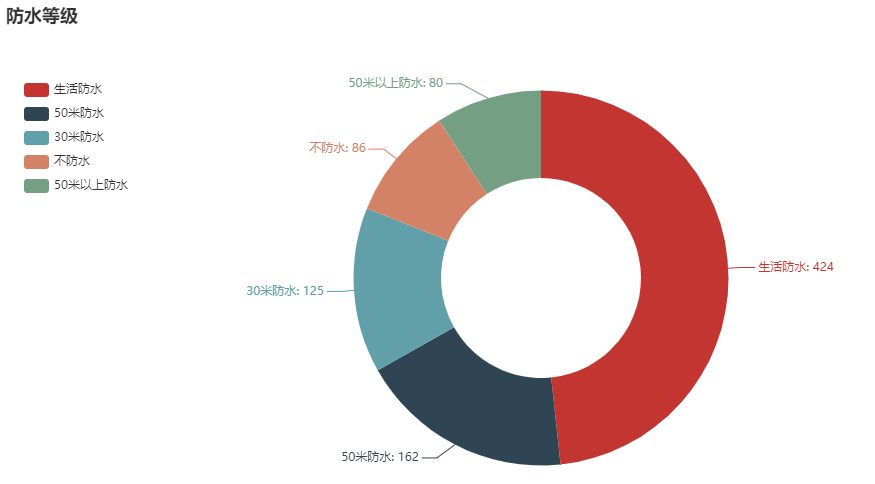 防水等级
生活防水
50米防水
30米防水
不防水
50米以上防水
50米以上防水: 80
不防水: 86
生活防水: 424
30米防水: 125
50米防水: 162